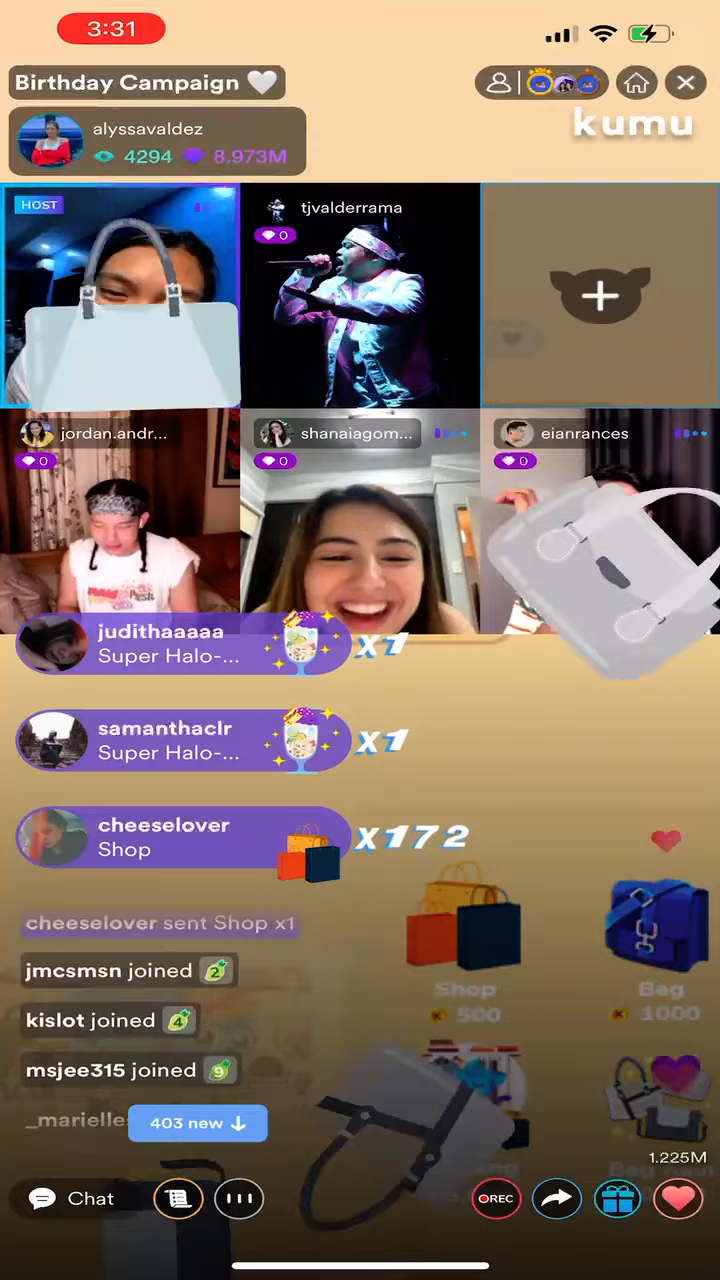 3:31
Birthday Campaign
kumu
alyssavaldez
4294 8.973M
HOST
tjvalderrama
0
jordan.andr...
0
shanaiagom...
0
eianrances
0
judithaaaaa
Super Halo-...
x1
samanthaclr
Super Halo-...
x1
cheeselover
Shop
x172
cheeselover sent Shop x1
jmcsmsn joined 2
kislot joined 4
msjee315 joined 9
_marielle
403 new
Shop
500
Bag
1000
1.225M
Chat
REC